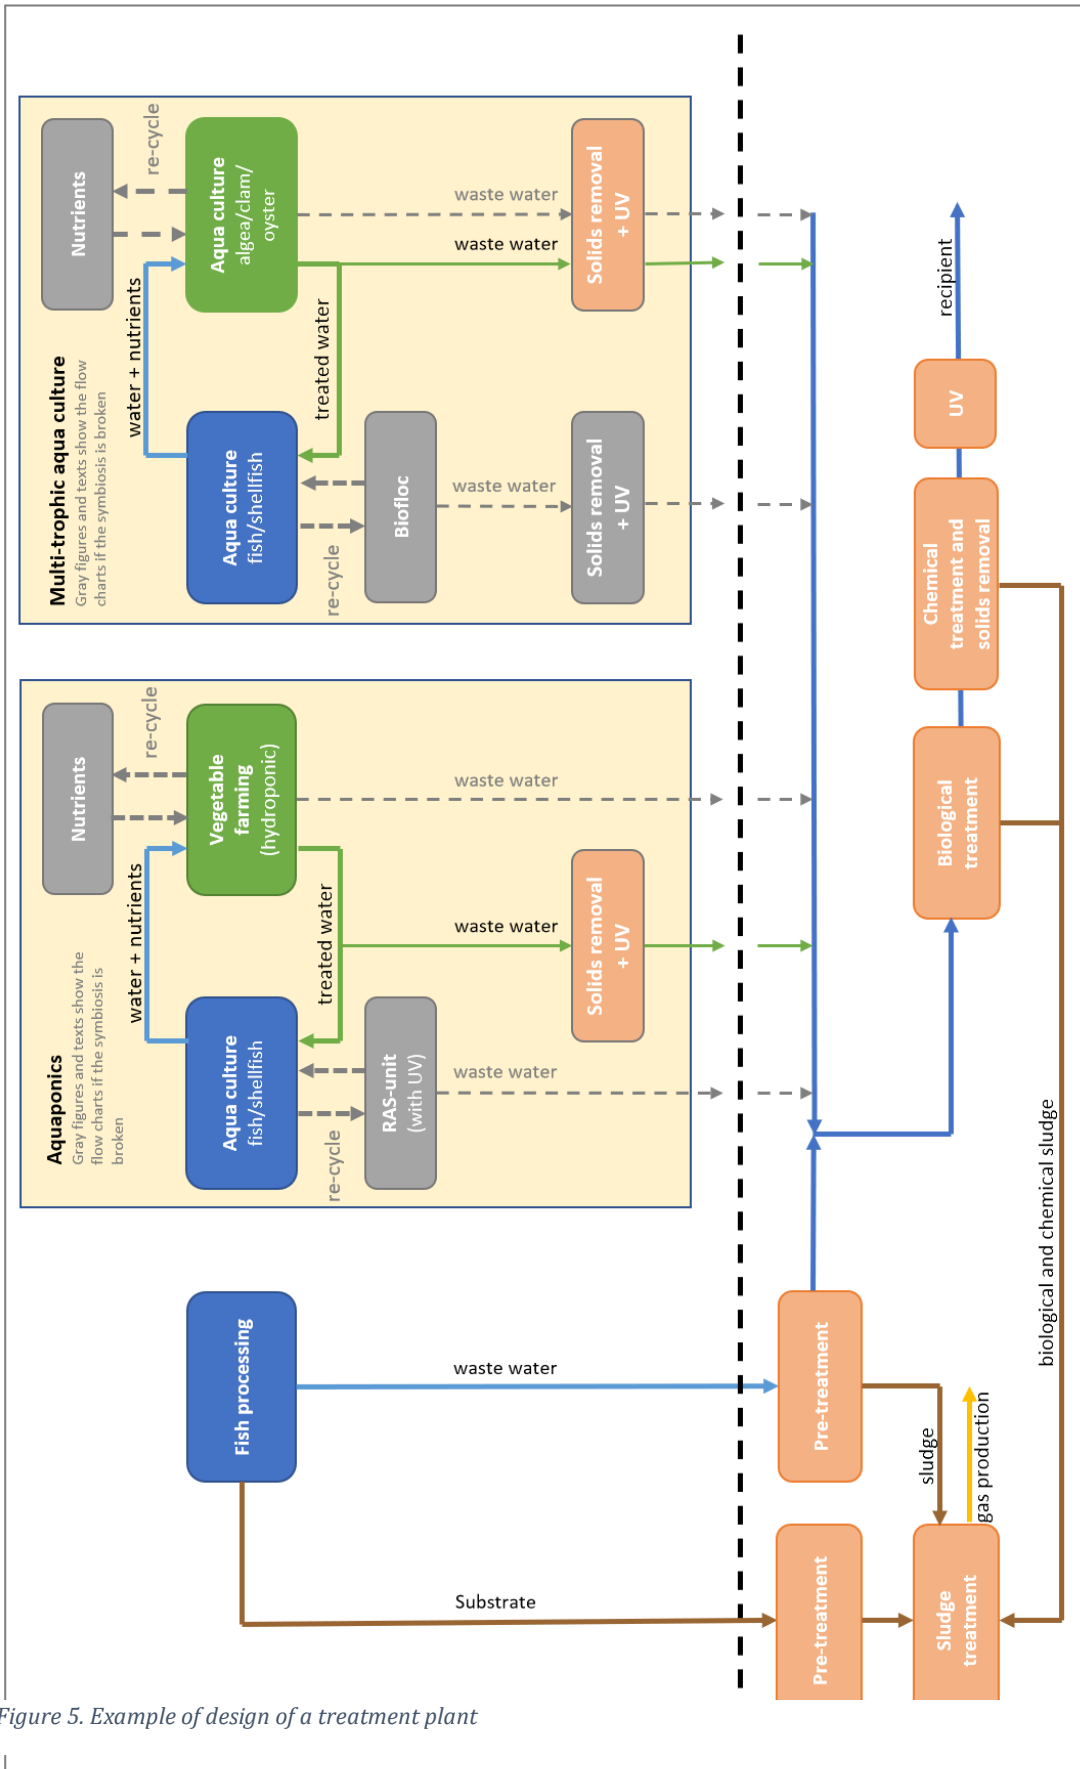 Aquaponics
Gray figures and texts show the
flow charts if the symbiosis is
broken
Multi-trophic aqua culture
Gray figures and texts show the flow
charts if the symbiosis is broken
Nutrients
re-cycle
water + nutrients
Vegetable
farming
(hydroponic)
Aqua culture
fish/shellfish
treated water
re-cycle
RAS-unit
(with UV)
waste water
waste water
waste water
Solids removal
+ UV
Nutrients
re-cycle
water + nutrients
Aqua culture
algea/clam/
oyster
Aqua culture
fish/shellfish
treated water
re-cycle
Biofloc
waste water
waste water
waste water
Solids removal
+ UV
Solids removal
+ UV
Fish processing
waste water
Substrate
Pre-treatment
Pre-treatment
sludge
Sludge
treatment
gas production
biological and chemical sludge
Biological
treatment
Chemical
treatment and
solids removal
UV
recipient
Figure 5. Example of design of a treatment plant